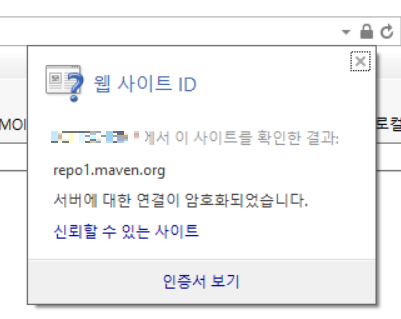 웹 사이트 ID
MOI
에서 이 사이트를 확인한 결과:
로컬
repo1.maven.org
서버에 대한 연결이 암호화되었습니다.
신뢰할 수 있는 사이트
인증서 보기